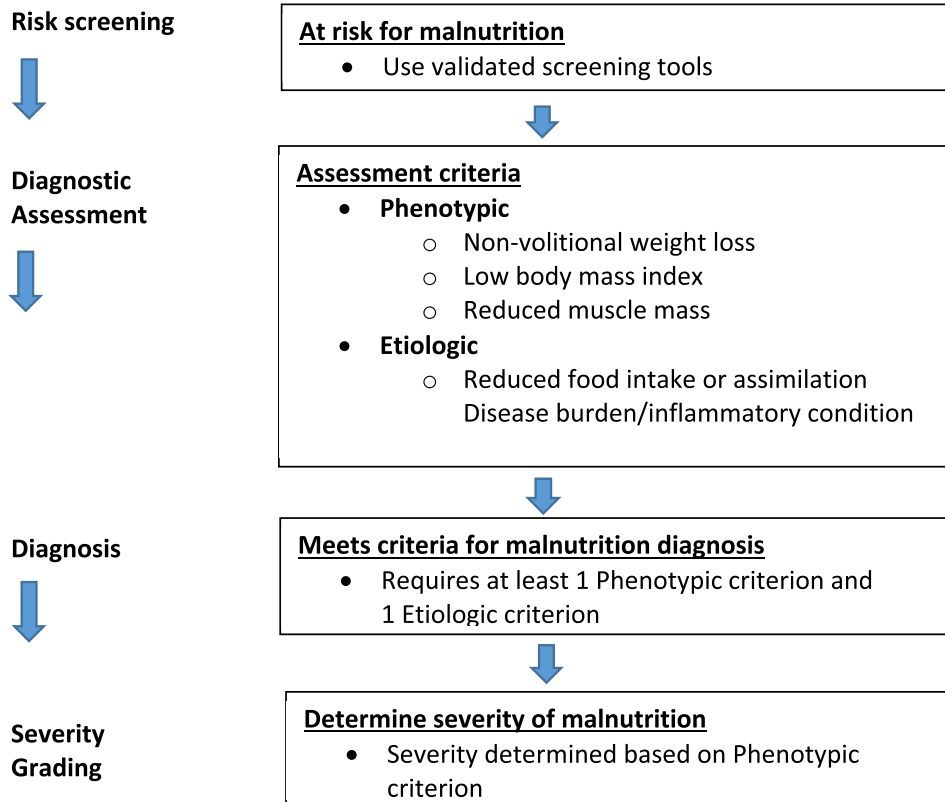 Risk screening
At risk for malnutrition
• Use validated screening tools
Diagnostic
Assessment
Assessment criteria
• Phenotypic
o Non-volitional weight loss
o Low body mass index
o Reduced muscle mass
• Etiologic
o Reduced food intake or assimilation
Disease burden/inflammatory condition
Diagnosis
Meets criteria for malnutrition diagnosis
• Requires at least 1 Phenotypic criterion and
1 Etiologic criterion
Severity
Grading
Determine severity of malnutrition
• Severity determined based on Phenotypic
criterion